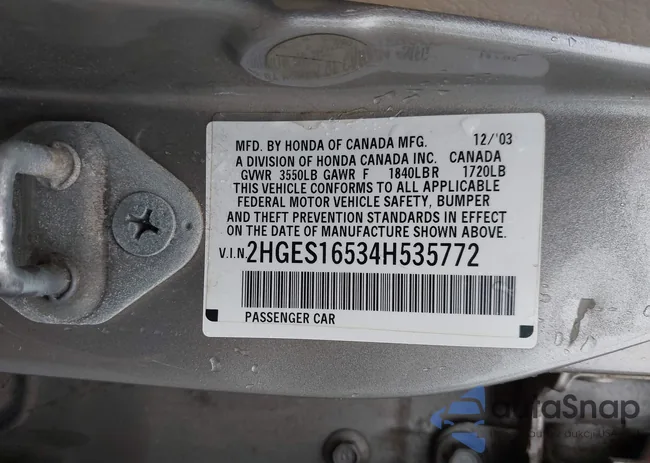 MFD. BY HONDA OF CANADA MFG. 12/'03
A DIVISION OF HONDA CANADA INC. CANADA
GVWR 3550LB GAWR F 1840LB R 1720LB
THIS VEHICLE CONFORMS TO ALL APPLICABLE
FEDERAL MOTOR VEHICLE SAFETY, BUMPER
AND THEFT PREVENTION STANDARDS IN EFFECT
ON THE DATE OF MANUFACTURE SHOWN ABOVE.
V.I.N. 2HGES16534H535772
PASSENGER CAR
autaSnap